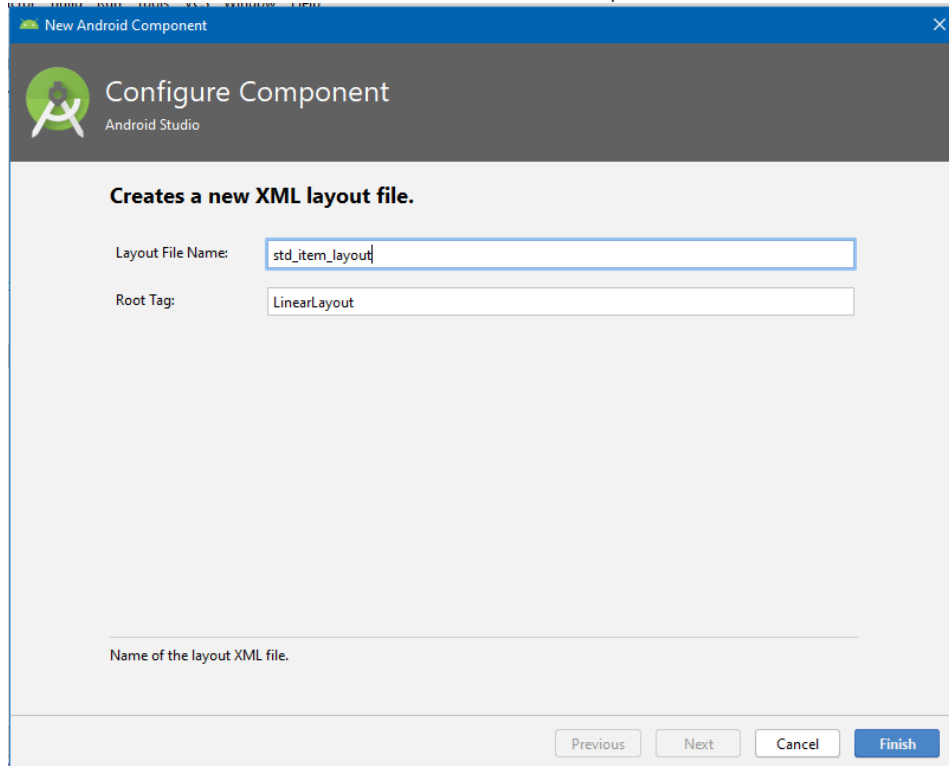 New Android Component
Configure Component
Android Studio
Creates a new XML layout file.
Layout File Name:
std_item_layout
Root Tag:
LinearLayout
Name of the layout XML file.
Previous
Next
Cancel
Finish